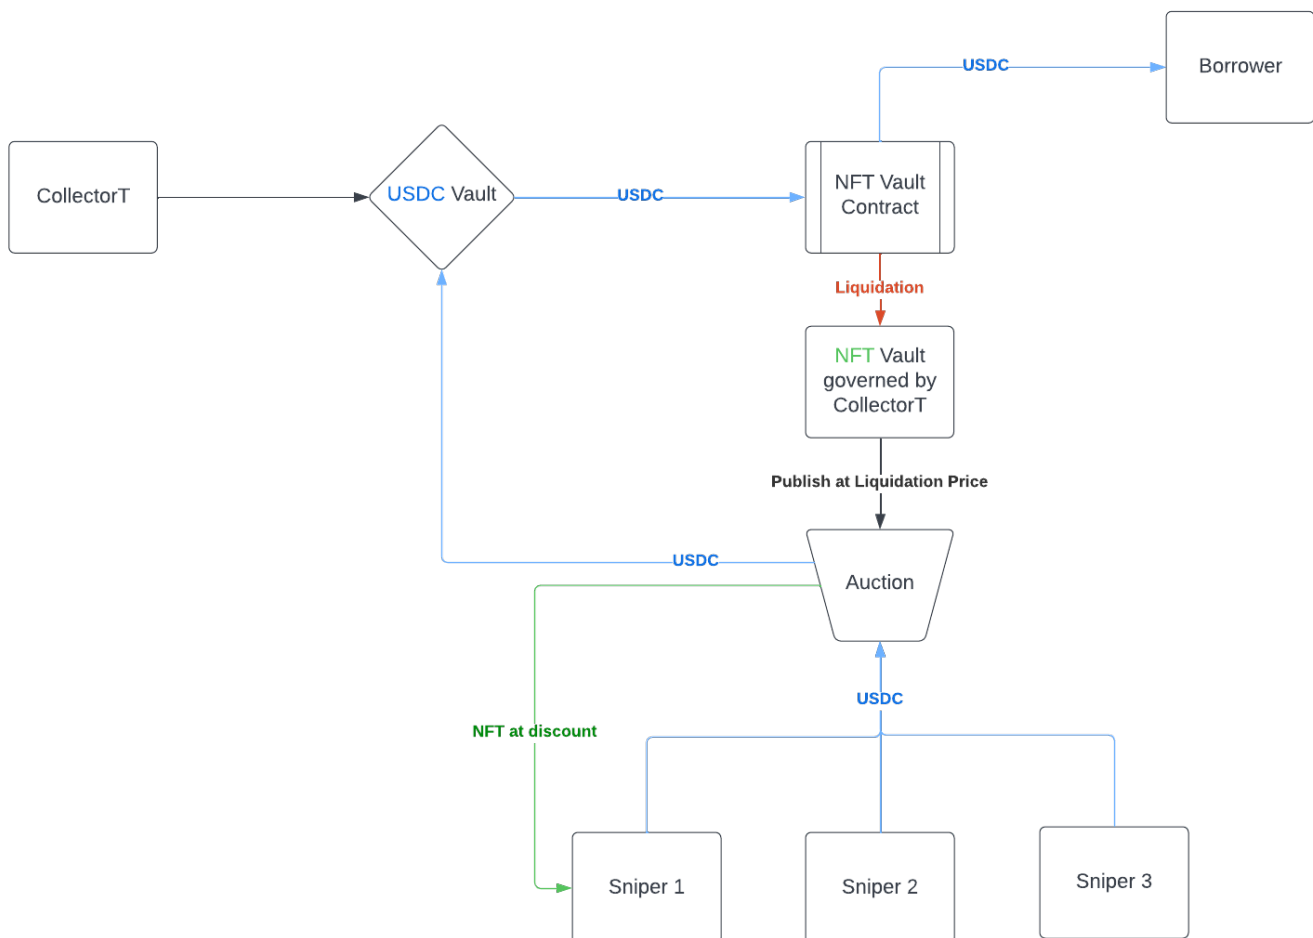 USDC
Borrower
CollectorT
USDC Vault
USDC
NFT Vault
Contract
Liquidation
NFT Vault
governed by
CollectorT
Publish at Liquidation Price
USDC
Auction
USDC
NFT at discount
Sniper 1
Sniper 2
Sniper 3